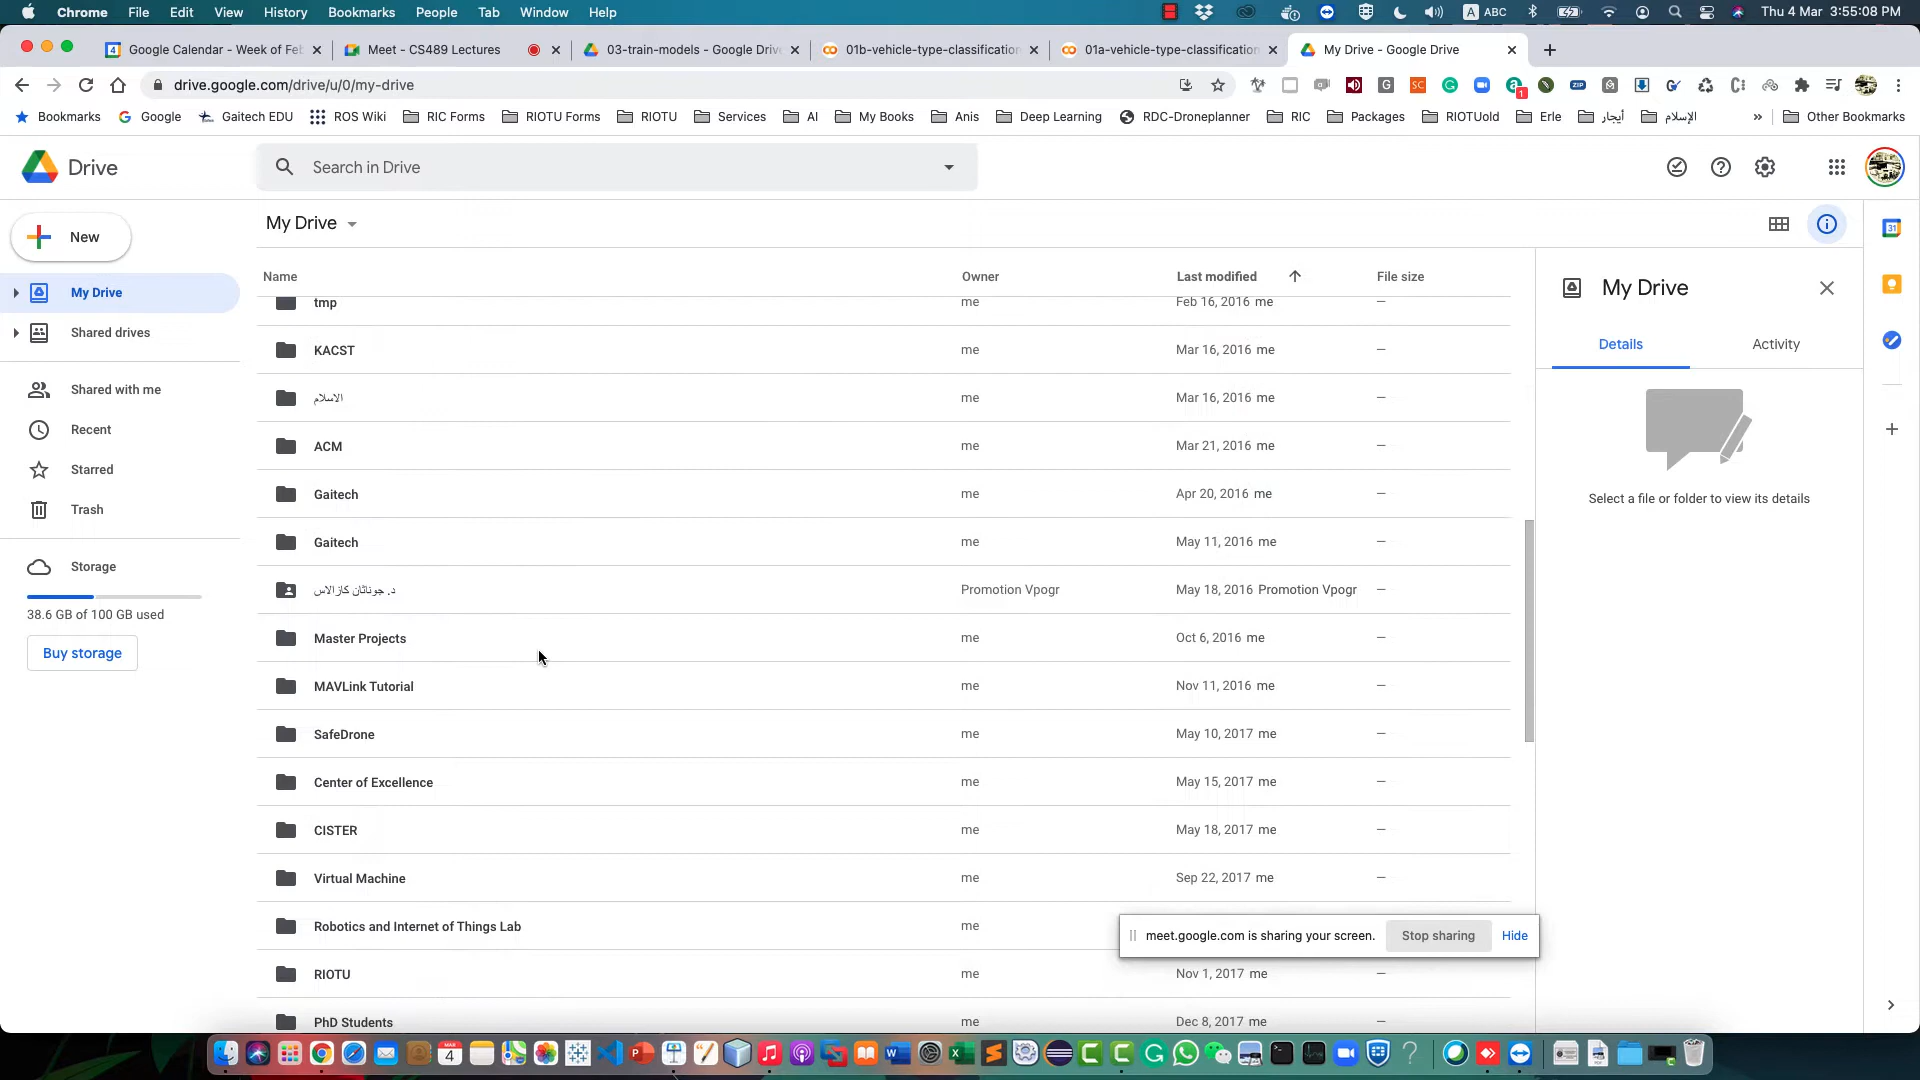 Chrome File Edit View History Bookmarks People Tab Window Help A ABC Thu 4 Mar 3:55:08 PM
Google Calendar - Week of Feb Meet - CS489 Lectures 03-train-models - Google Drive 01b-vehicle-type-classification 01a-vehicle-type-classification My Drive - Google Drive
drive.google.com/drive/u/0/my-drive
Bookmarks Google Gaitech EDU ROS Wiki RIC Forms RIOTU Forms RIOTU Services AI My Books Anis Deep Learning RDC-Droneplanner RIC Packages RIOTUold Erle أيجار الإسلام » Other Bookmarks
Drive Search in Drive
My Drive
New
Name Owner Last modified File size
My Drive
Details Activity
Select a file or folder to view its details
My Drive
Shared drives
Shared with me
Recent
Starred
Trash
Storage
38.6 GB of 100 GB used
Buy storage
tmp me Feb 16, 2016 me –
KACST me Mar 16, 2016 me –
الاسلام me Mar 16, 2016 me –
ACM me Mar 21, 2016 me –
Gaitech me Apr 20, 2016 me –
Gaitech me May 11, 2016 me –
د. جوناثان كازالاس Promotion Vpogr May 18, 2016 Promotion Vpogr –
Master Projects me Oct 6, 2016 me –
MAVLink Tutorial me Nov 11, 2016 me –
SafeDrone me May 10, 2017 me –
Center of Excellence me May 15, 2017 me –
CISTER me May 18, 2017 me –
Virtual Machine me Sep 22, 2017 me –
Robotics and Internet of Things Lab me
meet.google.com is sharing your screen. Stop sharing Hide
RIOTU me Nov 1, 2017 me –
PhD Students me Dec 8, 2017 me –